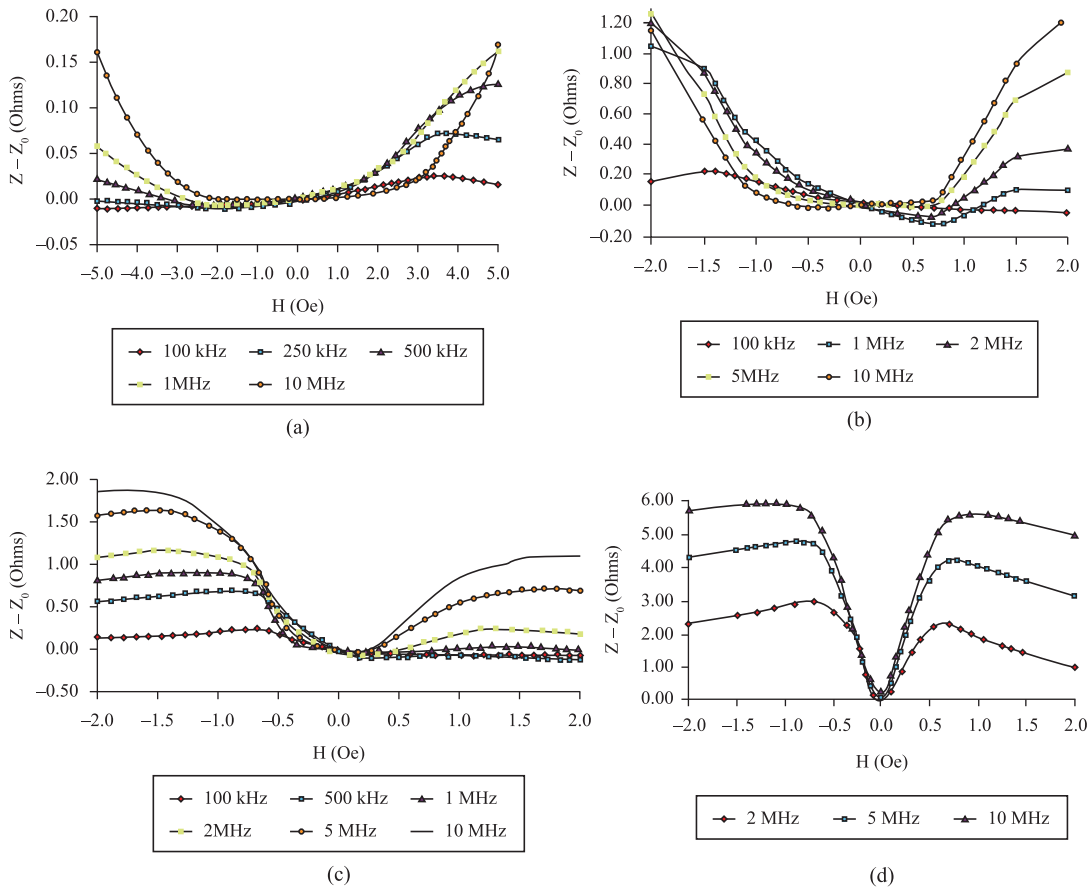 0.20
0.15
0.10
0.05
0.00
–0.05
Z – Z0 (Ohms)
–5.0 –4.0 –3.0 –2.0 –1.0 0.0 1.0 2.0 3.0 4.0 5.0
H (Oe)
100 kHz 250 kHz 500 kHz
1MHz 10 MHz
(a)
1.20
1.00
0.80
0.60
0.40
0.20
0.00
–0.20
Z – Z0 (Ohms)
–2.0 –1.5 –1.0 –0.5 0.0 0.5 1.0 1.5 2.0
H (Oe)
100 kHz 1 MHz 2 MHz
5MHz 10 MHz
(b)
2.00
1.50
1.00
0.50
0.00
–0.50
Z – Z0 (Ohms)
–2.0 –1.5 –1.0 –0.5 0.0 0.5 1.0 1.5 2.0
H (Oe)
100 kHz 500 kHz 1 MHz
2MHz 5 MHz 10 MHz
(c)
6.00
5.00
4.00
3.00
2.00
1.00
0.00
Z – Z0 (Ohms)
–2.0 –1.5 –1.0 –0.5 0.0 0.5 1.0 1.5 2.0
H (Oe)
2 MHz 5 MHz 10 MHz
(d)